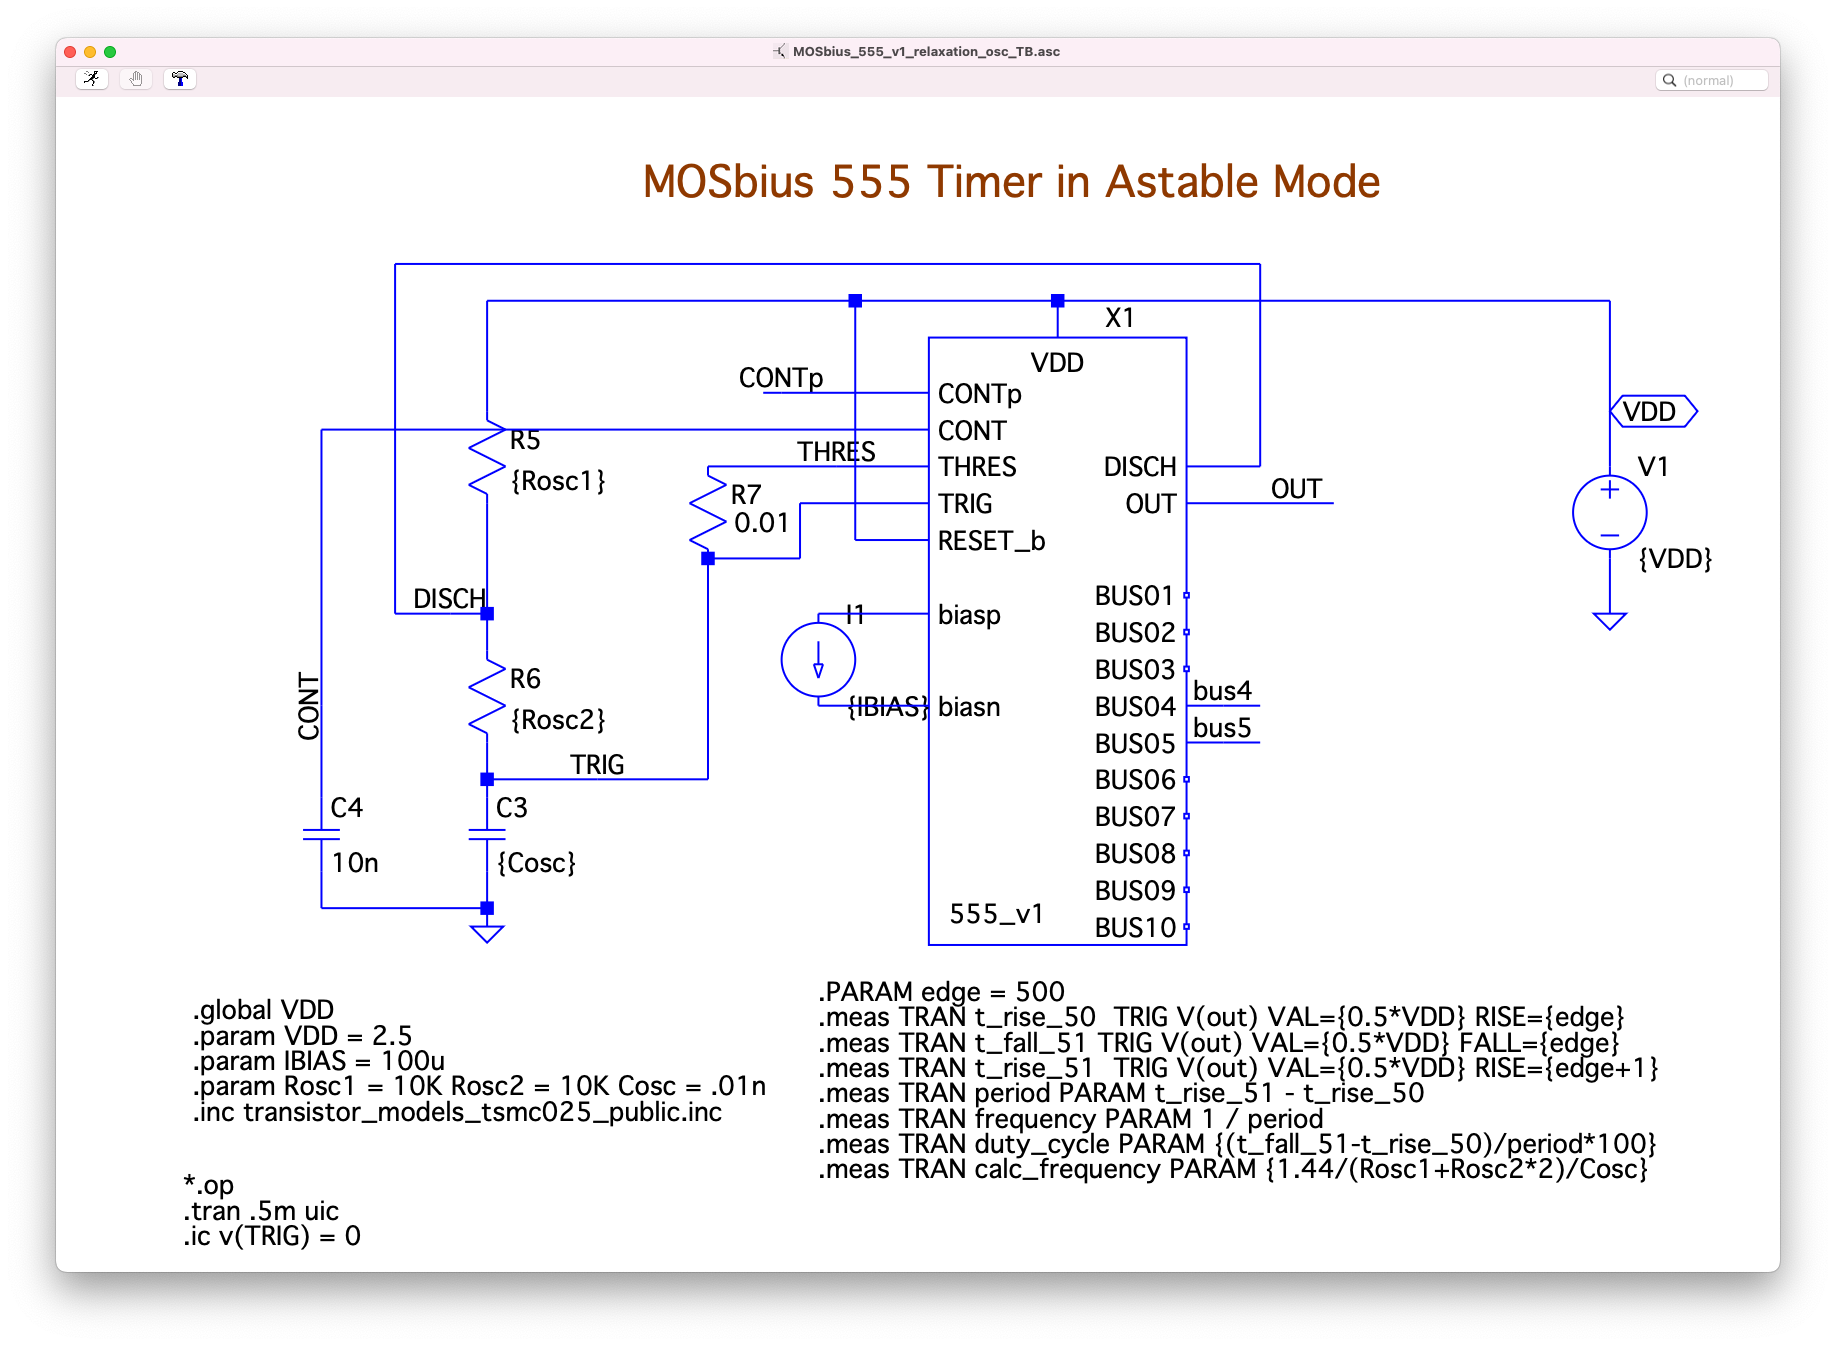 MOSbius_555_v1_relaxation_osc_TB.asc
(normal)
MOSbius 555 Timer in Astable Mode
X1
VDD
CONTp
CONTp
CONT
THRES
THRES
TRIG
RESET_b
DISCH
OUT
OUT
VDD
V1
{VDD}
R5
{Rosc1}
R7
0.01
DISCH
I1
biasp
{IBIAS}
biasn
R6
{Rosc2}
CONT
TRIG
C4
10n
C3
{Cosc}
BUS01
BUS02
BUS03
BUS04
bus4
BUS05
bus5
BUS06
BUS07
BUS08
BUS09
BUS10
555_v1
.global VDD
.param VDD = 2.5
.param IBIAS = 100u
.param Rosc1 = 10K Rosc2 = 10K Cosc = .01n
.inc transistor_models_tsmc025_public.inc
*.op
.tran .5m uic
.ic v(TRIG) = 0
.PARAM edge = 500
.meas TRAN t_rise_50  TRIG V(out) VAL={0.5*VDD} RISE={edge}
.meas TRAN t_fall_51 TRIG V(out) VAL={0.5*VDD} FALL={edge}
.meas TRAN t_rise_51  TRIG V(out) VAL={0.5*VDD} RISE={edge+1}
.meas TRAN period PARAM t_rise_51 - t_rise_50
.meas TRAN frequency PARAM 1 / period
.meas TRAN duty_cycle PARAM {(t_fall_51-t_rise_50)/period*100}
.meas TRAN calc_frequency PARAM {1.44/(Rosc1+Rosc2*2)/Cosc}